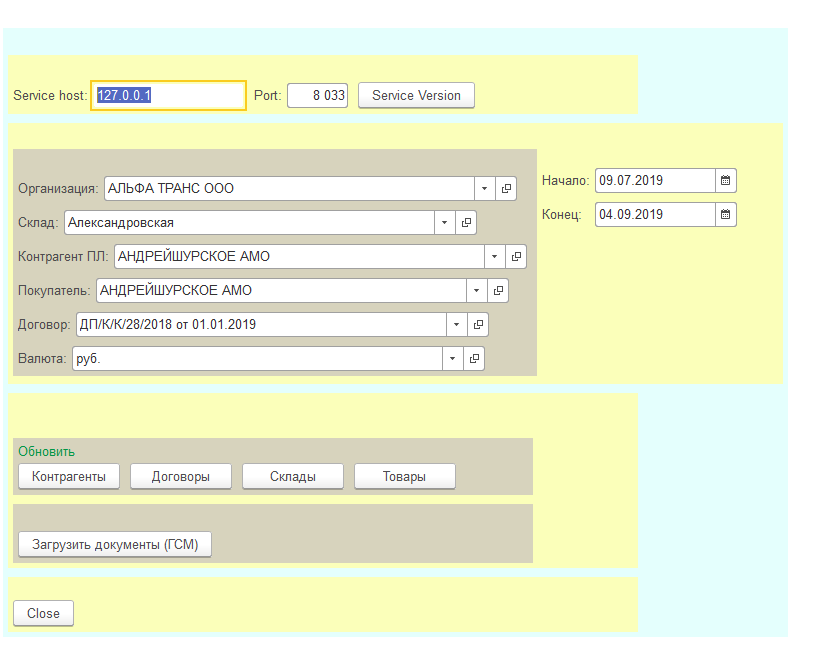 Service host: 127.0.0.1 Port: 8 033 Service Version
Организация: АЛЬФА ТРАНС ООО
Начало: 09.07.2019
Склад: Александровская
Конец: 04.09.2019
Контрагент ПЛ: АНДРЕЙШУРСКОЕ АМО
Покупатель: АНДРЕЙШУРСКОЕ АМО
Договор: ДП/К/К/28/2018 от 01.01.2019
Валюта: руб.
Обновить
Контрагенты Договоры Склады Товары
Загрузить документы (ГСМ)
Close